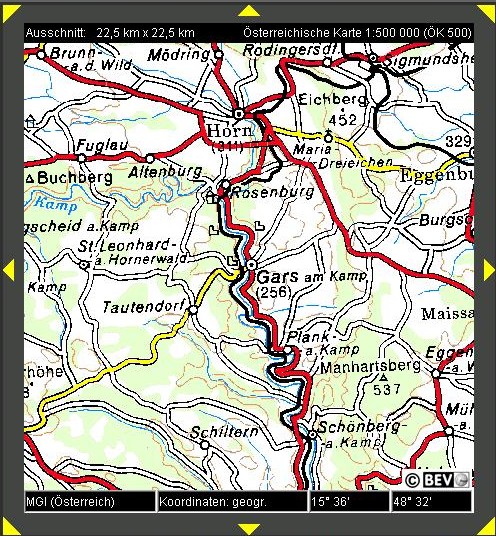 Ausschnitt: 22,5 km x 22,5 km Österreichische Karte 1:500 000 (ÖK 500)
Brunn-
a.d. Wild
Mödring
Rodingersdf.
Sigmundshe
Eichberg
452
Horn
(311)
Maria
Dreieichen
329
Fuglau
Altenburg
Buchberg
Eggenbu
Rosenburg
Kamp
gscheid a.Kamp
Burgsc
St.Leonhard-
a.Hornerwald
Gars am Kamp
(256)
Kamp
Tautendorf
Maissa
Plank-
a.Kamp
Eggen
-a.W
Manhartsberg
537
höhe
3
Mül
-a.
Schiltern
Schönberg-
-a.Kamp
© BEV
MGI (Österreich) Koordinaten: geogr. 15° 36' 48° 32'